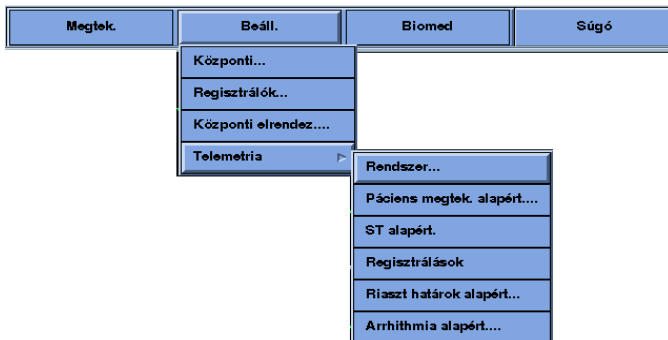 Megtek. Beáll. Biomed Súgó
Központi...
Regisztrálók...
Központi elrendez....
Telemetria
Rendszer...
Páciens megtek. alapért....
ST alapért.
Regisztrálások
Riaszt határok alapért...
Arrhithmia alapért....